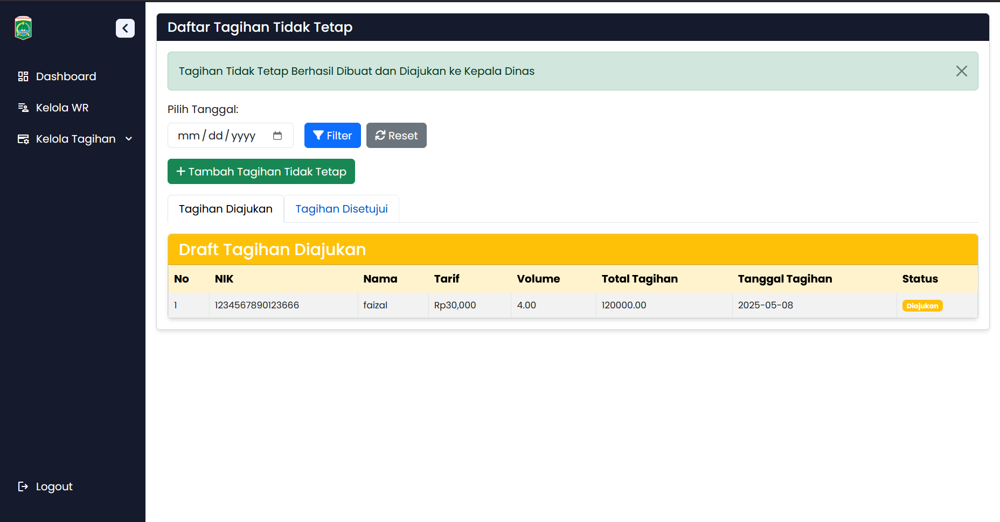 Daftar Tagihan Tidak Tetap
Tagihan Tidak Tetap Berhasil Dibuat dan Diajukan ke Kepala Dinas
Dashboard
Kelola WR
Kelola Tagihan
Pilih Tanggal:
mm/dd/yyyy
Filter
Reset
+ Tambah Tagihan Tidak Tetap
Tagihan Diajukan
Tagihan Disetujui
Draft Tagihan Diajukan
No NIK Nama Tarif Volume Total Tagihan Tanggal Tagihan Status
1 1234567890123666 faizal Rp30,000 4.00 120000.00 2025-05-08 Diajukan
Logout